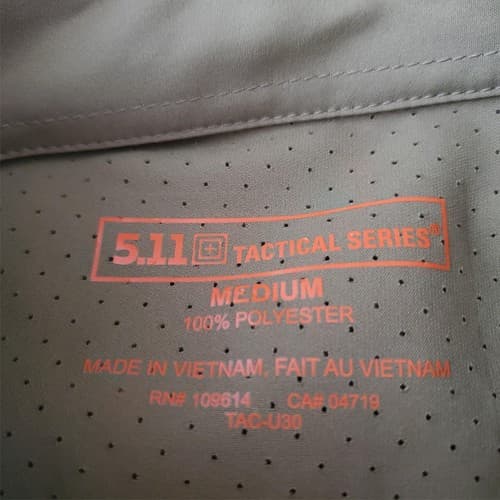 5.11 TACTICAL SERIES®
MEDIUM
100% POLYESTER
MADE IN VIETNAM, FAIT AU VIETNAM
RN# 109614 CA# 04719
TAC-U30